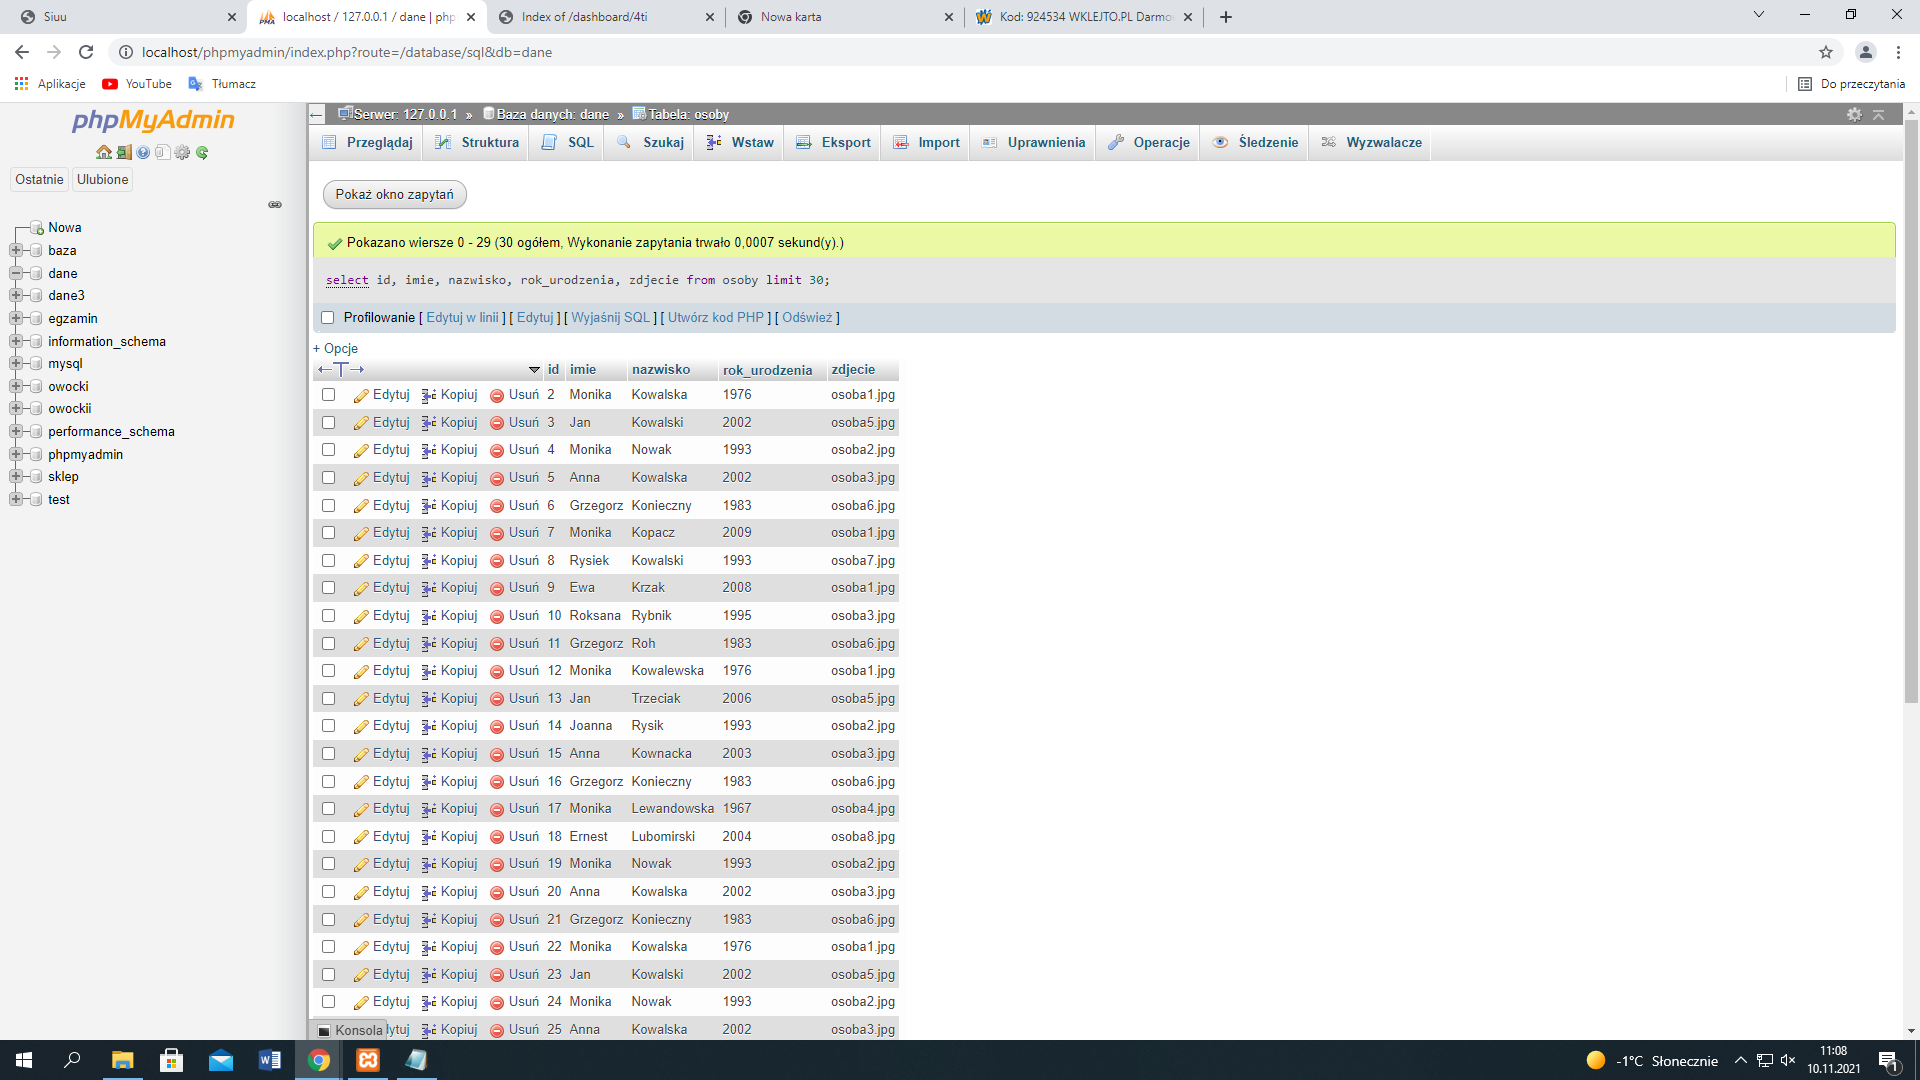 Siuu
localhost / 127.0.0.1 / dane | php
Index of /dashboard/4ti
Nowa karta
Kod: 924534 WKLEJTO.PL Darmo
localhost/phpmyadmin/index.php?route=/database/sql&db=dane
Aplikacje YouTube Tłumacz Do przeczytania
phpMyAdmin
Ostatnie Ulubione
Nowa
baza
dane
dane3
egzamin
information_schema
mysql
owocki
owockii
performance_schema
phpmyadmin
sklep
test
Serwer: 127.0.0.1 » Baza danych: dane » Tabela: osoby
Przeglądaj Struktura SQL Szukaj Wstaw Eksport Import Uprawnienia Operacje Śledzenie Wyzwalacze
Pokaż okno zapytań
Pokazano wiersze 0 - 29 (30 ogółem, Wykonanie zapytania trwało 0,0007 sekund(y).)
select id, imie, nazwisko, rok_urodzenia, zdjecie from osoby limit 30;
Profilowanie [ Edytuj w linii ] [ Edytuj ] [ Wyjaśnij SQL ] [ Utwórz kod PHP ] [ Odśwież ]
+ Opcje
←T→ id imie nazwisko rok_urodzenia zdjecie
Edytuj Kopiuj Usuń 2 Monika Kowalska 1976 osoba1.jpg
Edytuj Kopiuj Usuń 3 Jan Kowalski 2002 osoba5.jpg
Edytuj Kopiuj Usuń 4 Monika Nowak 1993 osoba2.jpg
Edytuj Kopiuj Usuń 5 Anna Kowalska 2002 osoba3.jpg
Edytuj Kopiuj Usuń 6 Grzegorz Konieczny 1983 osoba6.jpg
Edytuj Kopiuj Usuń 7 Monika Kopacz 2009 osoba1.jpg
Edytuj Kopiuj Usuń 8 Rysiek Kowalski 1993 osoba7.jpg
Edytuj Kopiuj Usuń 9 Ewa Krzak 2008 osoba1.jpg
Edytuj Kopiuj Usuń 10 Roksana Rybnik 1995 osoba3.jpg
Edytuj Kopiuj Usuń 11 Grzegorz Roh 1983 osoba6.jpg
Edytuj Kopiuj Usuń 12 Monika Kowalewska 1976 osoba1.jpg
Edytuj Kopiuj Usuń 13 Jan Trzeciak 2006 osoba5.jpg
Edytuj Kopiuj Usuń 14 Joanna Rysik 1993 osoba2.jpg
Edytuj Kopiuj Usuń 15 Anna Kownacka 2003 osoba3.jpg
Edytuj Kopiuj Usuń 16 Grzegorz Konieczny 1983 osoba6.jpg
Edytuj Kopiuj Usuń 17 Monika Lewandowska 1967 osoba4.jpg
Edytuj Kopiuj Usuń 18 Ernest Lubomirski 2004 osoba8.jpg
Edytuj Kopiuj Usuń 19 Monika Nowak 1993 osoba2.jpg
Edytuj Kopiuj Usuń 20 Anna Kowalska 2002 osoba3.jpg
Edytuj Kopiuj Usuń 21 Grzegorz Konieczny 1983 osoba6.jpg
Edytuj Kopiuj Usuń 22 Monika Kowalska 1976 osoba1.jpg
Edytuj Kopiuj Usuń 23 Jan Kowalski 2002 osoba5.jpg
Edytuj Kopiuj Usuń 24 Monika Nowak 1993 osoba2.jpg
Konsola lytuj Kopiuj Usuń 25 Anna Kowalska 2002 osoba3.jpg
-1°C Słonecznie
11:08
10.11.2021
1